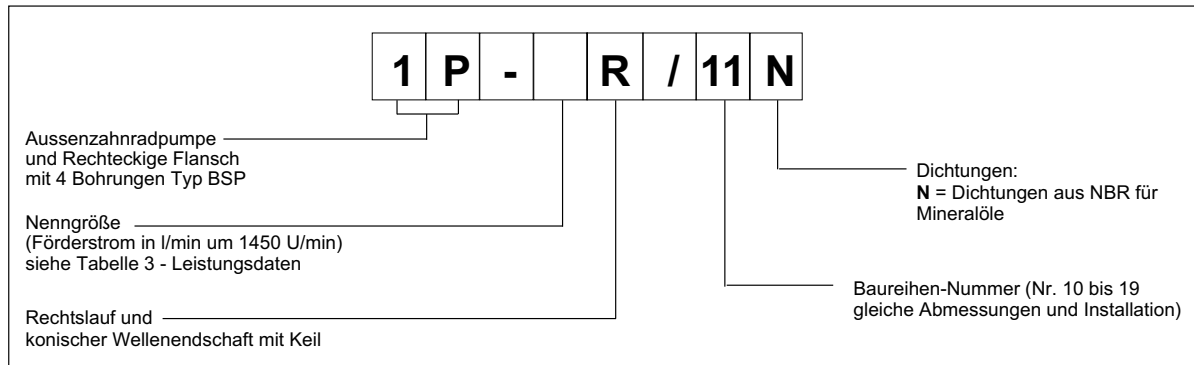 1 P - R / 11 N
Aussenzahnradpumpe
und Rechteckige Flansch
mit 4 Bohrungen Typ BSP
Nenngröße
(Förderstrom in l/min um 1450 U/min)
siehe Tabelle 3 - Leistungsdaten
Rechtslauf und
konischer Wellenendschaft mit Keil
Dichtungen:
N = Dichtungen aus NBR für
Mineralöle
Baureihen-Nummer (Nr. 10 bis 19
gleiche Abmessungen und Installation)